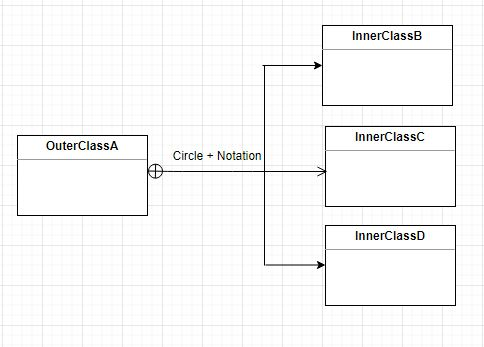 InnerClassB
OuterClassA
Circle + Notation
InnerClassC
InnerClassD